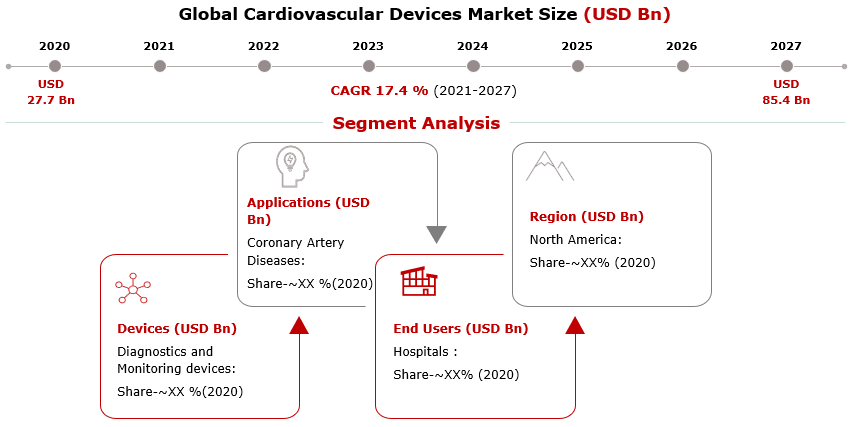 Global Cardiovascular Devices Market Size (USD Bn)
2020 2021 2022 2023 2024 2025 2026 2027
USD
27.7 Bn
CAGR 17.4 % (2021-2027)
USD
85.4 Bn
Segment Analysis
Applications (USD
Bn)
Coronary Artery
Diseases:
Share-~XX %(2020)
Region (USD Bn)
North America:
Share-~XX% (2020)
Devices (USD Bn)
Diagnostics and
Monitoring devices:
Share-~XX %(2020)
End Users (USD Bn)
Hospitals :
Share-~XX% (2020)